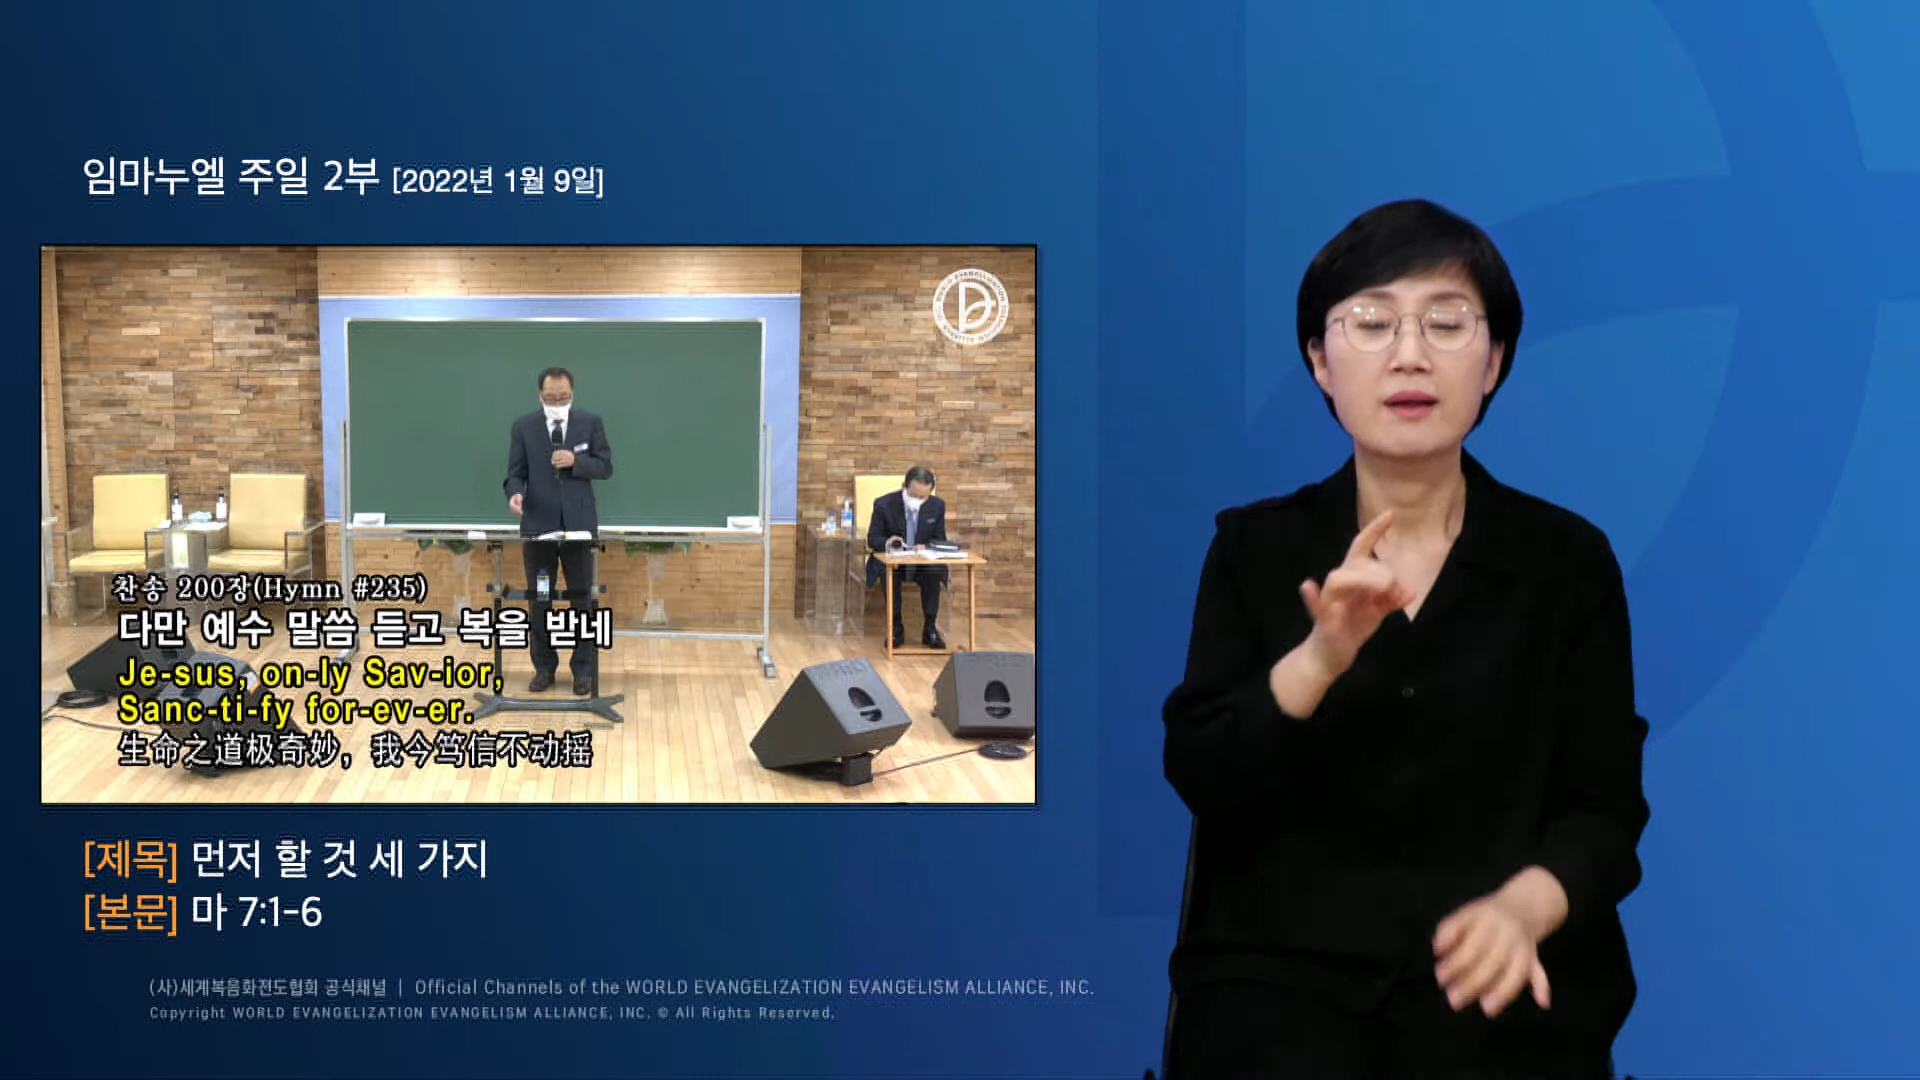 임마누엘 주일 2부 [2022년 1월 9일]
찬송 200장(Hymn #235)
다만 예수 말씀 듣고 복을 받네
Je-sus, on-ly Sav-ior,
Sanc-ti-fy for-ev-er.
生命之道极奇妙，我今笃信不动摇
[제목] 먼저 할 것 세 가지
[본문] 마 7:1-6
(사)세계복음화전도협회 공식채널 | Official Channels of the WORLD EVANGELIZATION EVANGELISM ALLIANCE, INC.
Copyright WORLD EVANGELIZATION EVANGELISM ALLIANCE, INC. © All Rights Reserved.